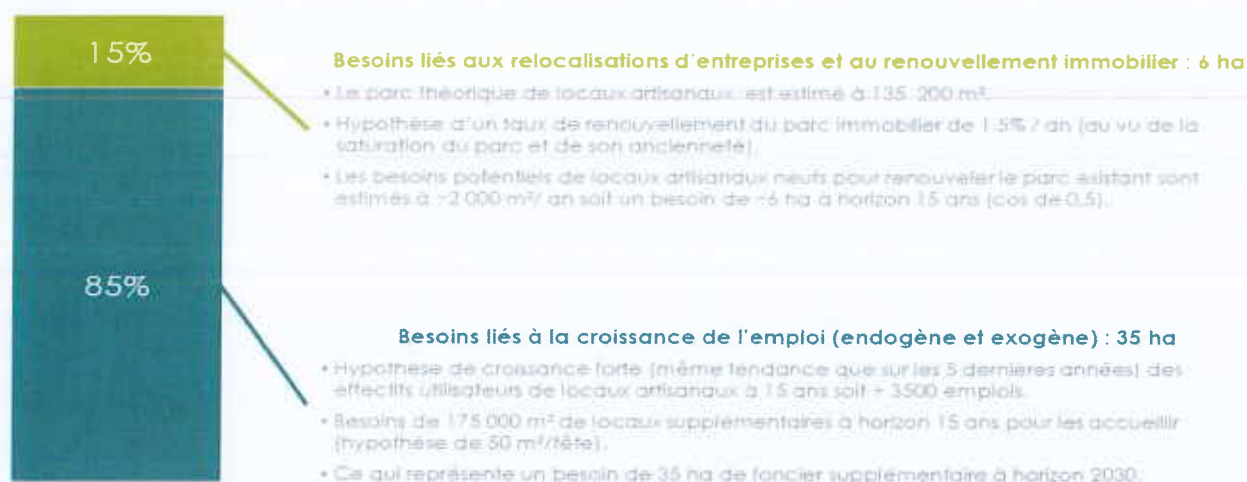 15%
Besoins liés aux relocalisations d'entreprises et au renouvellement immobilier : 6 ha
• Le parc théorique de locaux artisanaux est estimé à 135 200 m².
• Hypothèse d'un taux de renouvellement du parc immobilier de 1.5% / an (au vu de la
saturation du parc et de son ancienneté).
• Les besoins potentiels de locaux artisanaux neufs pour renouveler le parc existant sont
estimés à ~2 000 m²/ an soit un besoin de ~6 ha à horizon 15 ans (cos de 0.5).
85%
Besoins liés à la croissance de l'emploi (endogène et exogène) : 35 ha
• Hypothèse de croissance forte (même tendance que sur les 5 dernières années) des
effectifs utilisateurs de locaux artisanaux à 15 ans soit + 3500 emplois.
• Besoins de 175 000 m² de locaux supplémentaires à horizon 15 ans pour les accueillir
(hypothèse de 50 m²/tête).
• Ce qui représente un besoin de 35 ha de foncier supplémentaire à horizon 2030.